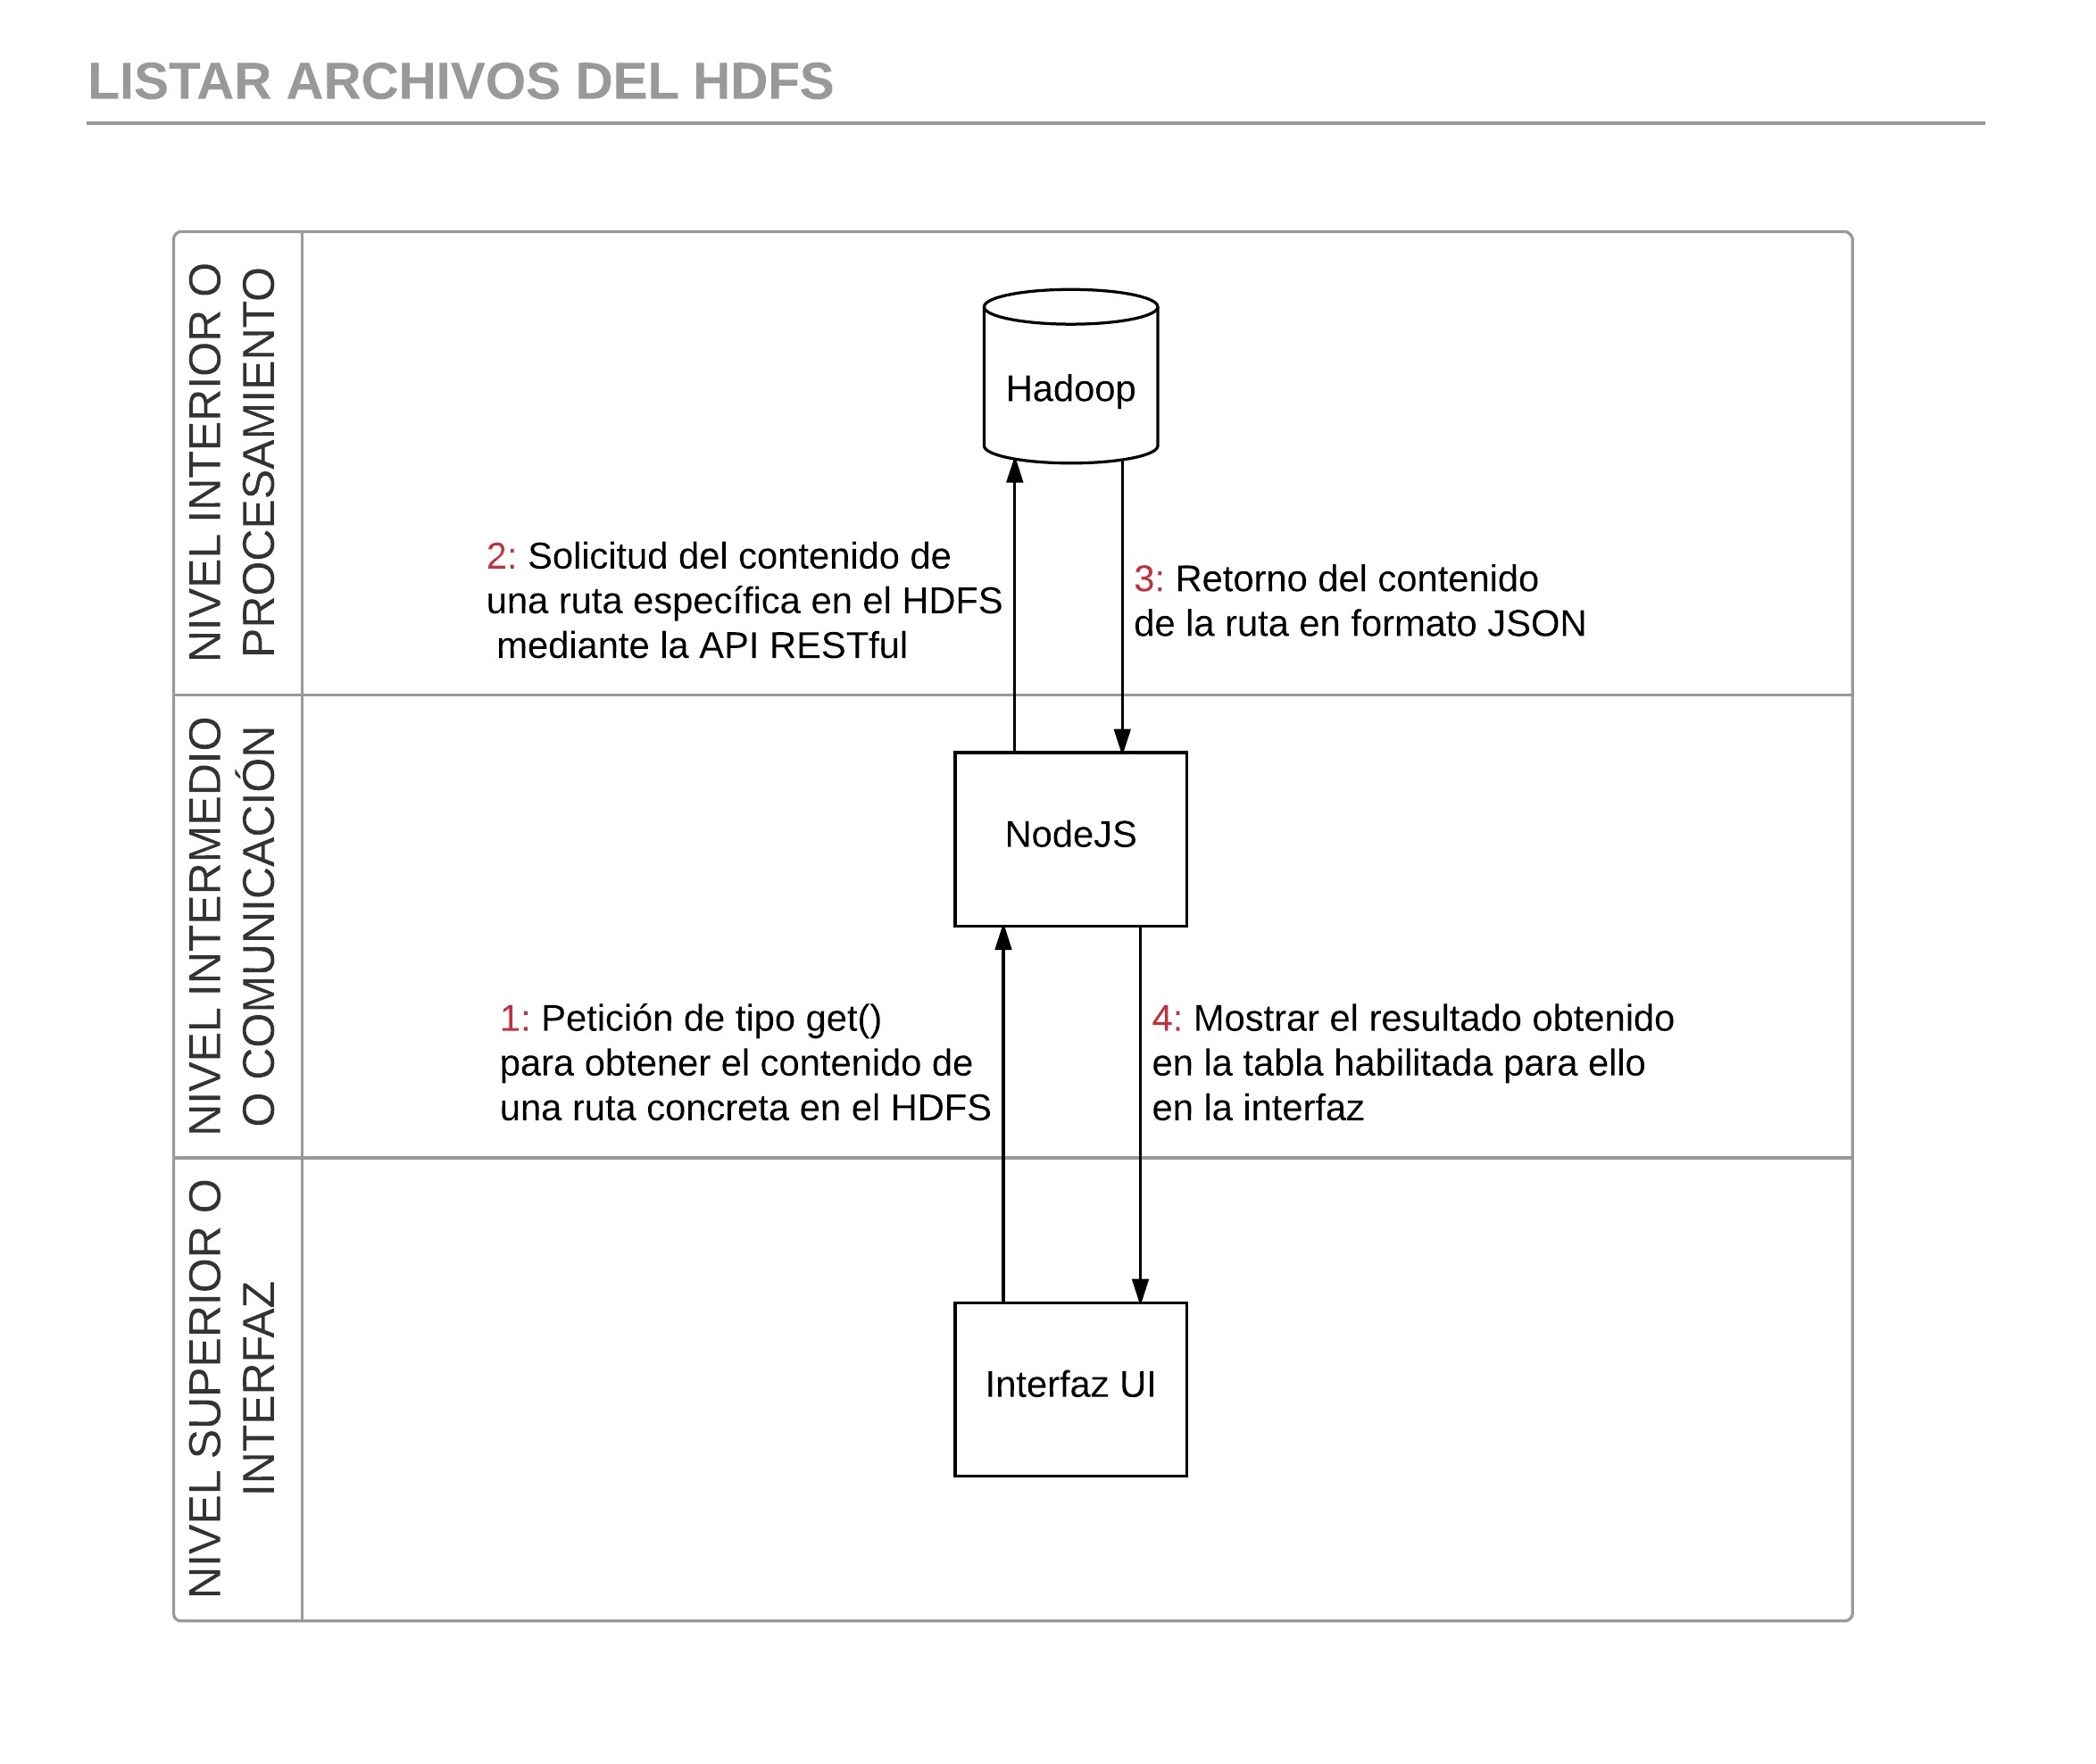 LISTAR ARCHIVOS DEL HDFS
NIVEL INTERIOR O
PROCESAMIENTO
Hadoop
2: Solicitud del contenido de
una ruta específica en el HDFS
mediante la API RESTful
3: Retorno del contenido
de la ruta en formato JSON
NIVEL INTERMEDIO
O COMUNICACIÓN
NodeJS
1: Petición de tipo get()
para obtener el contenido de
una ruta concreta en el HDFS
4: Mostrar el resultado obtenido
en la tabla habilitada para ello
en la interfaz
NIVEL SUPERIOR O
INTERFAZ
Interfaz UI